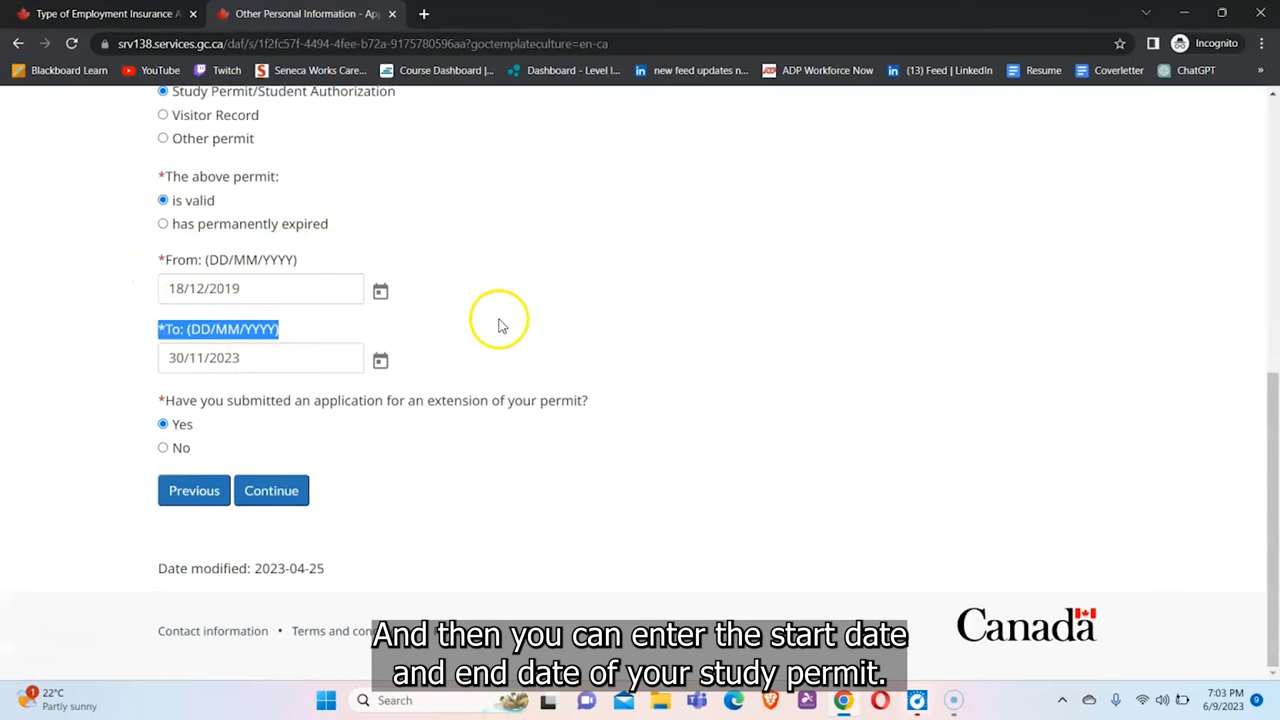 Type of Employment Insurance A
Other Personal Information - Ap
srv138.services.gc.ca/daf/s/1f2fc57f-4494-4fee-b72a-9175780596aa?goctemplateculture=en-ca
Incognito
Blackboard Learn
YouTube
Twitch
Seneca Works Care...
Course Dashboard |...
Dashboard - Level I...
new feed updates n...
ADP Workforce Now
(13) Feed | LinkedIn
Resume
Coverletter
ChatGPT
»
Study Permit/Student Authorization
Visitor Record
Other permit
*The above permit:
is valid
has permanently expired
*From: (DD/MM/YYYY)
18/12/2019
*To: (DD/MM/YYYY)
30/11/2023
*Have you submitted an application for an extension of your permit?
Yes
No
Previous
Continue
Date modified: 2023-04-25
Contact information • Terms and con
Canada
And then you can enter the start date
and end date of your study permit.
1
22°C
Partly sunny
Search
7:03 PM
6/9/2023